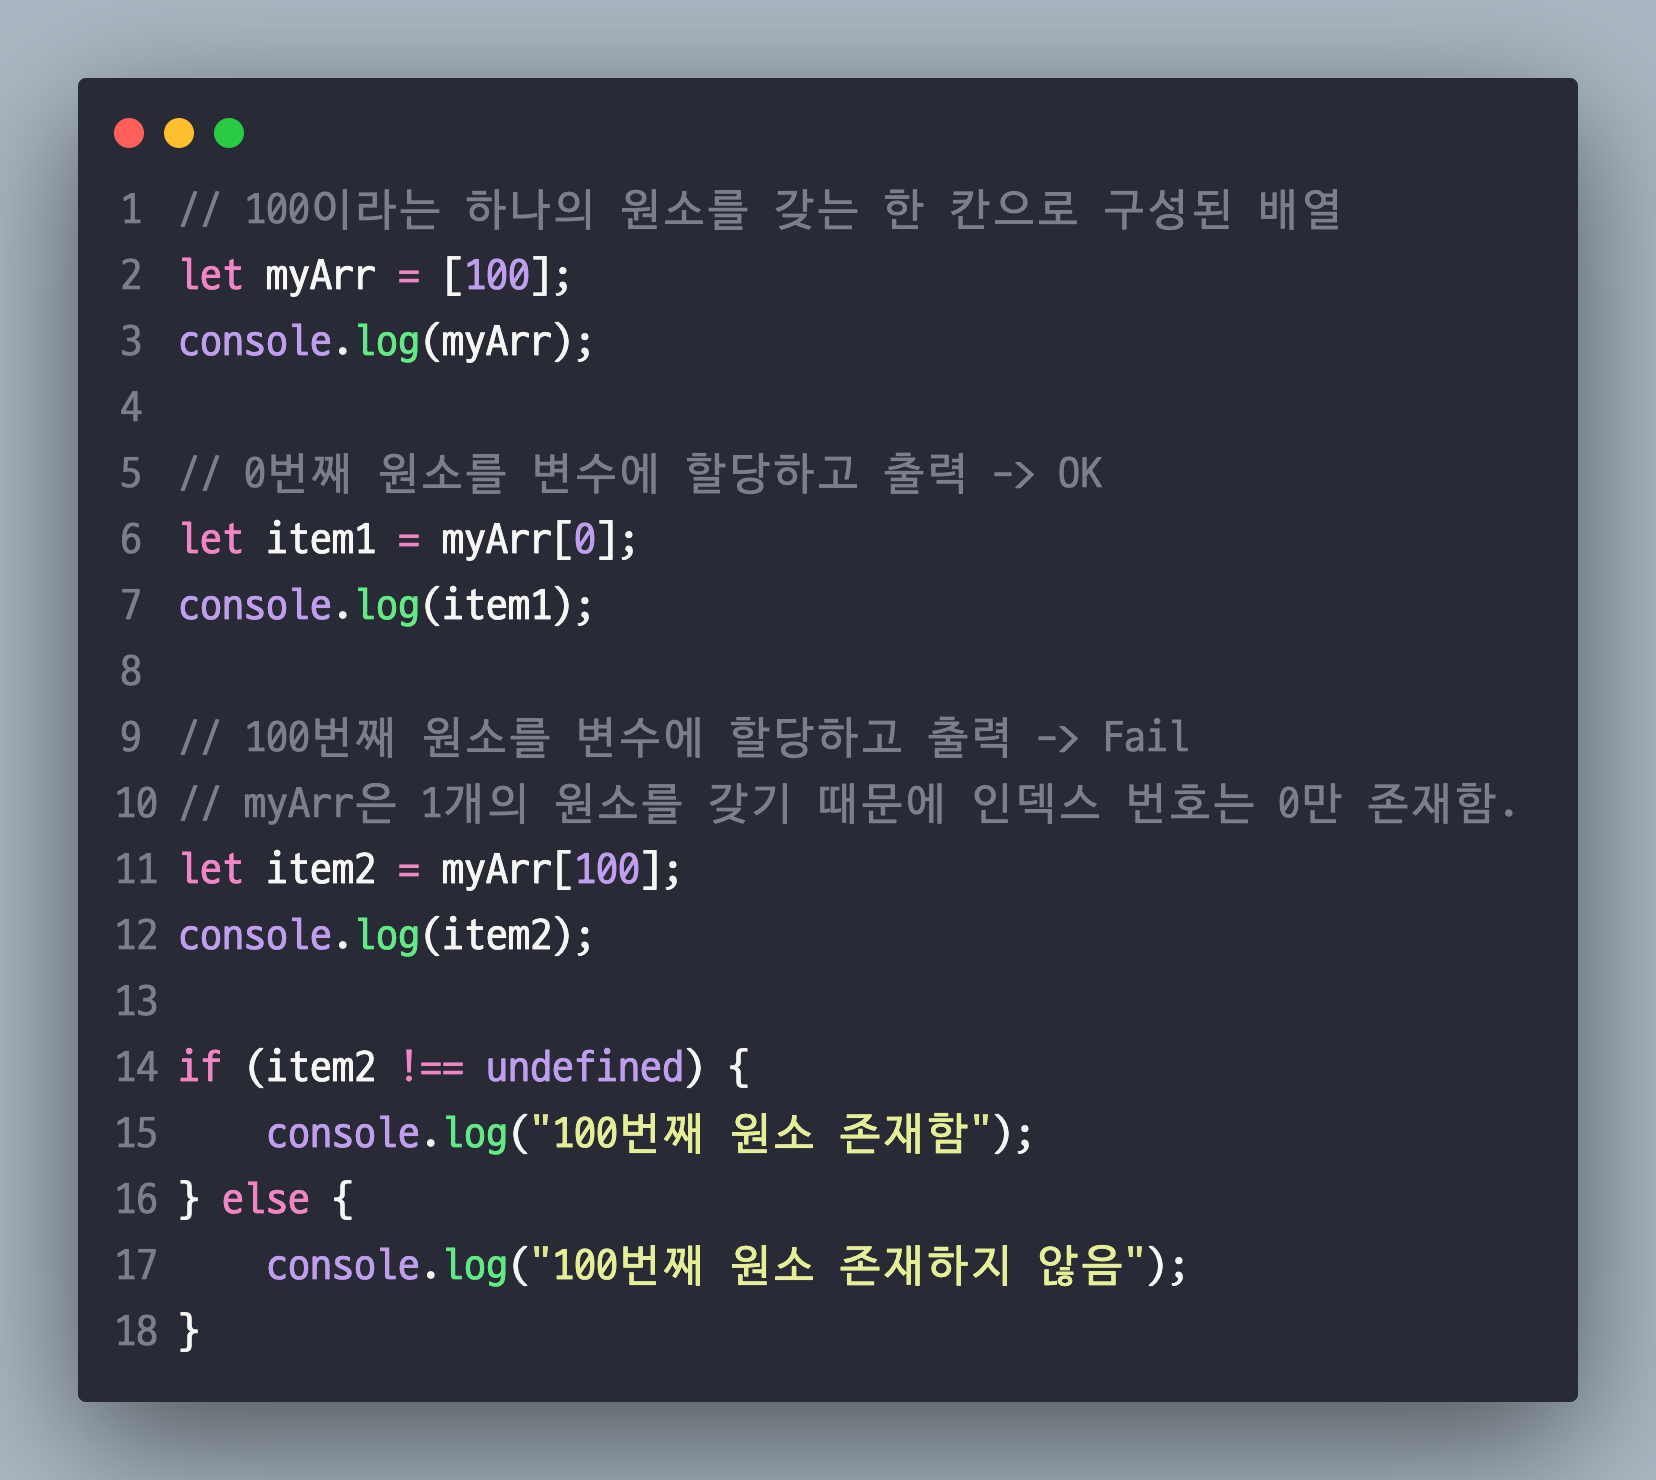 1 // 100이라는 하나의 원소를 갖는 한 칸으로 구성된 배열
2 let myArr = [100];
3 console.log(myArr);
4
5 // 0번째 원소를 변수에 할당하고 출력 -> OK
6 let item1 = myArr[0];
7 console.log(item1);
8
9 // 100번째 원소를 변수에 할당하고 출력 -> Fail
10 // myArr은 1개의 원소를 갖기 때문에 인덱스 번호는 0만 존재함.
11 let item2 = myArr[100];
12 console.log(item2);
13
14 if (item2 !== undefined) {
15     console.log("100번째 원소 존재함");
16 } else {
17     console.log("100번째 원소 존재하지 않음");
18 }